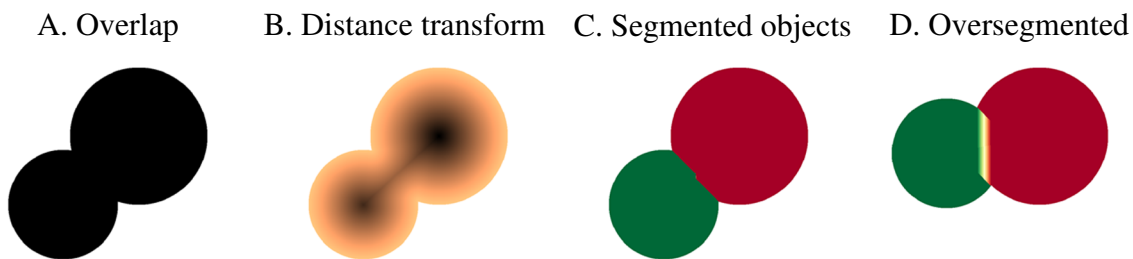 A. Overlap
B. Distance transform
C. Segmented objects
D. Oversegmented